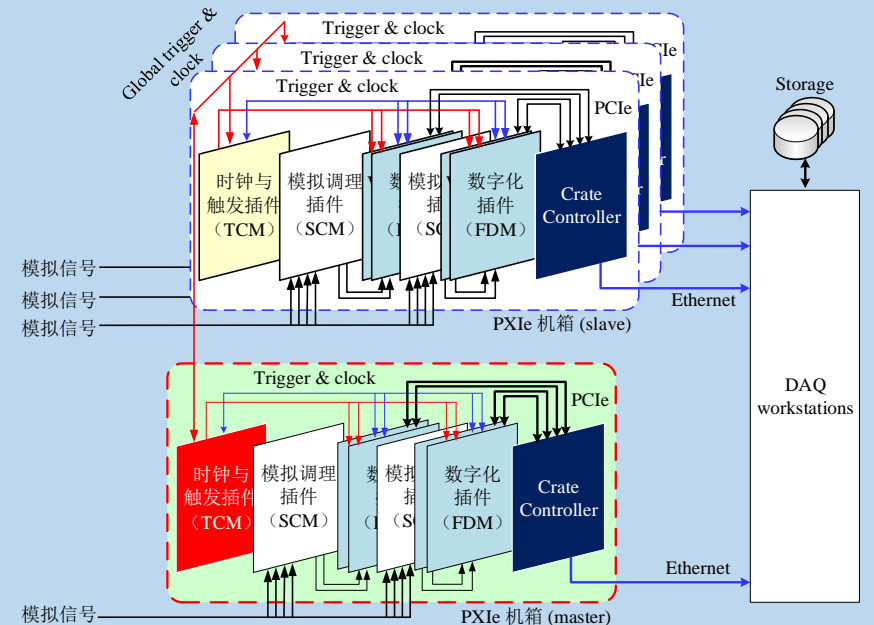 Trigger & clock
Global trigger &
clock
Trigger & clock
Trigger & clock
PCIe
Storage
时钟与
触发插件
（TCM）
模拟调理
插件
（SCM）
数字化
插件
（FDM）
Crate
Controller
模拟信号
模拟信号
模拟信号
Ethernet
PXIe 机箱 (slave)
DAQ
workstations
Trigger & clock
PCIe
时钟与
触发插件
（TCM）
模拟调理
插件
（SCM）
数字化
插件
（FDM）
Crate
Controller
Ethernet
模拟信号
PXIe 机箱 (master)